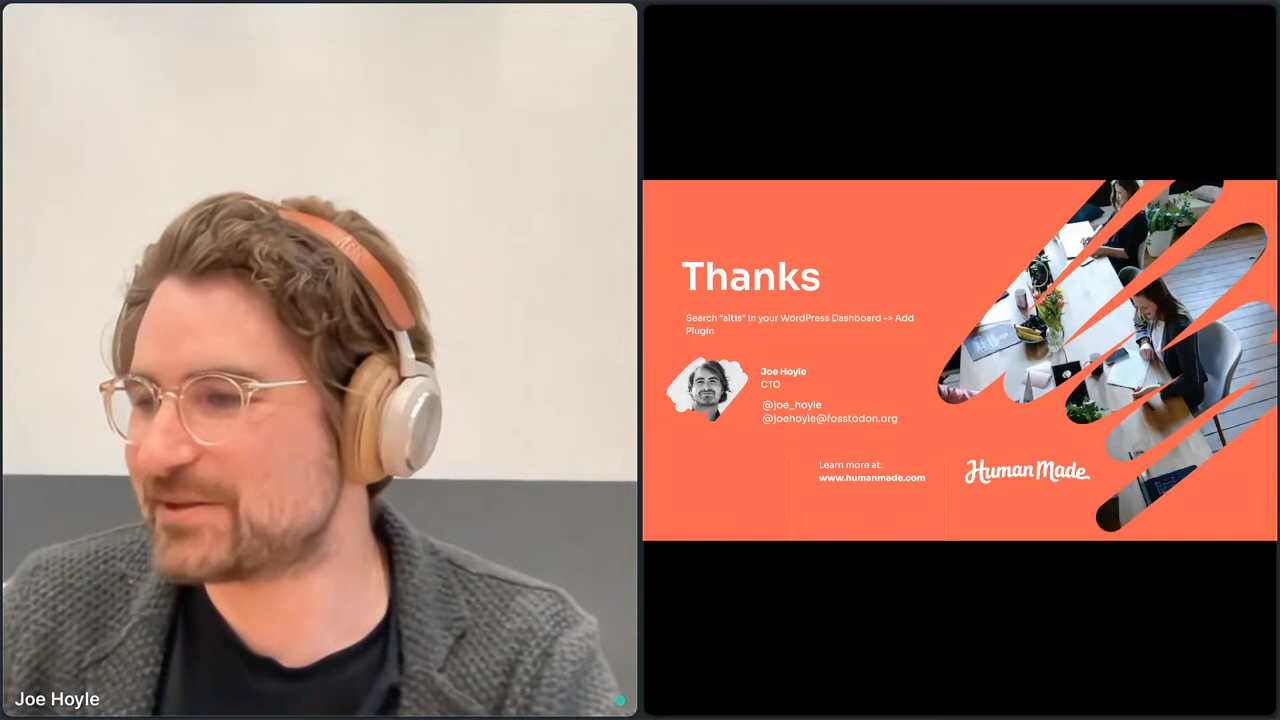 Joe Hoyle
Thanks
Search "altis" in your WordPress Dashboard -> Add
Plugin
Joe Hoyle
CTO
@joe_hoyle
@joehoyle@fosstodon.org
Learn more at:
www.humanmade.com
Human Made